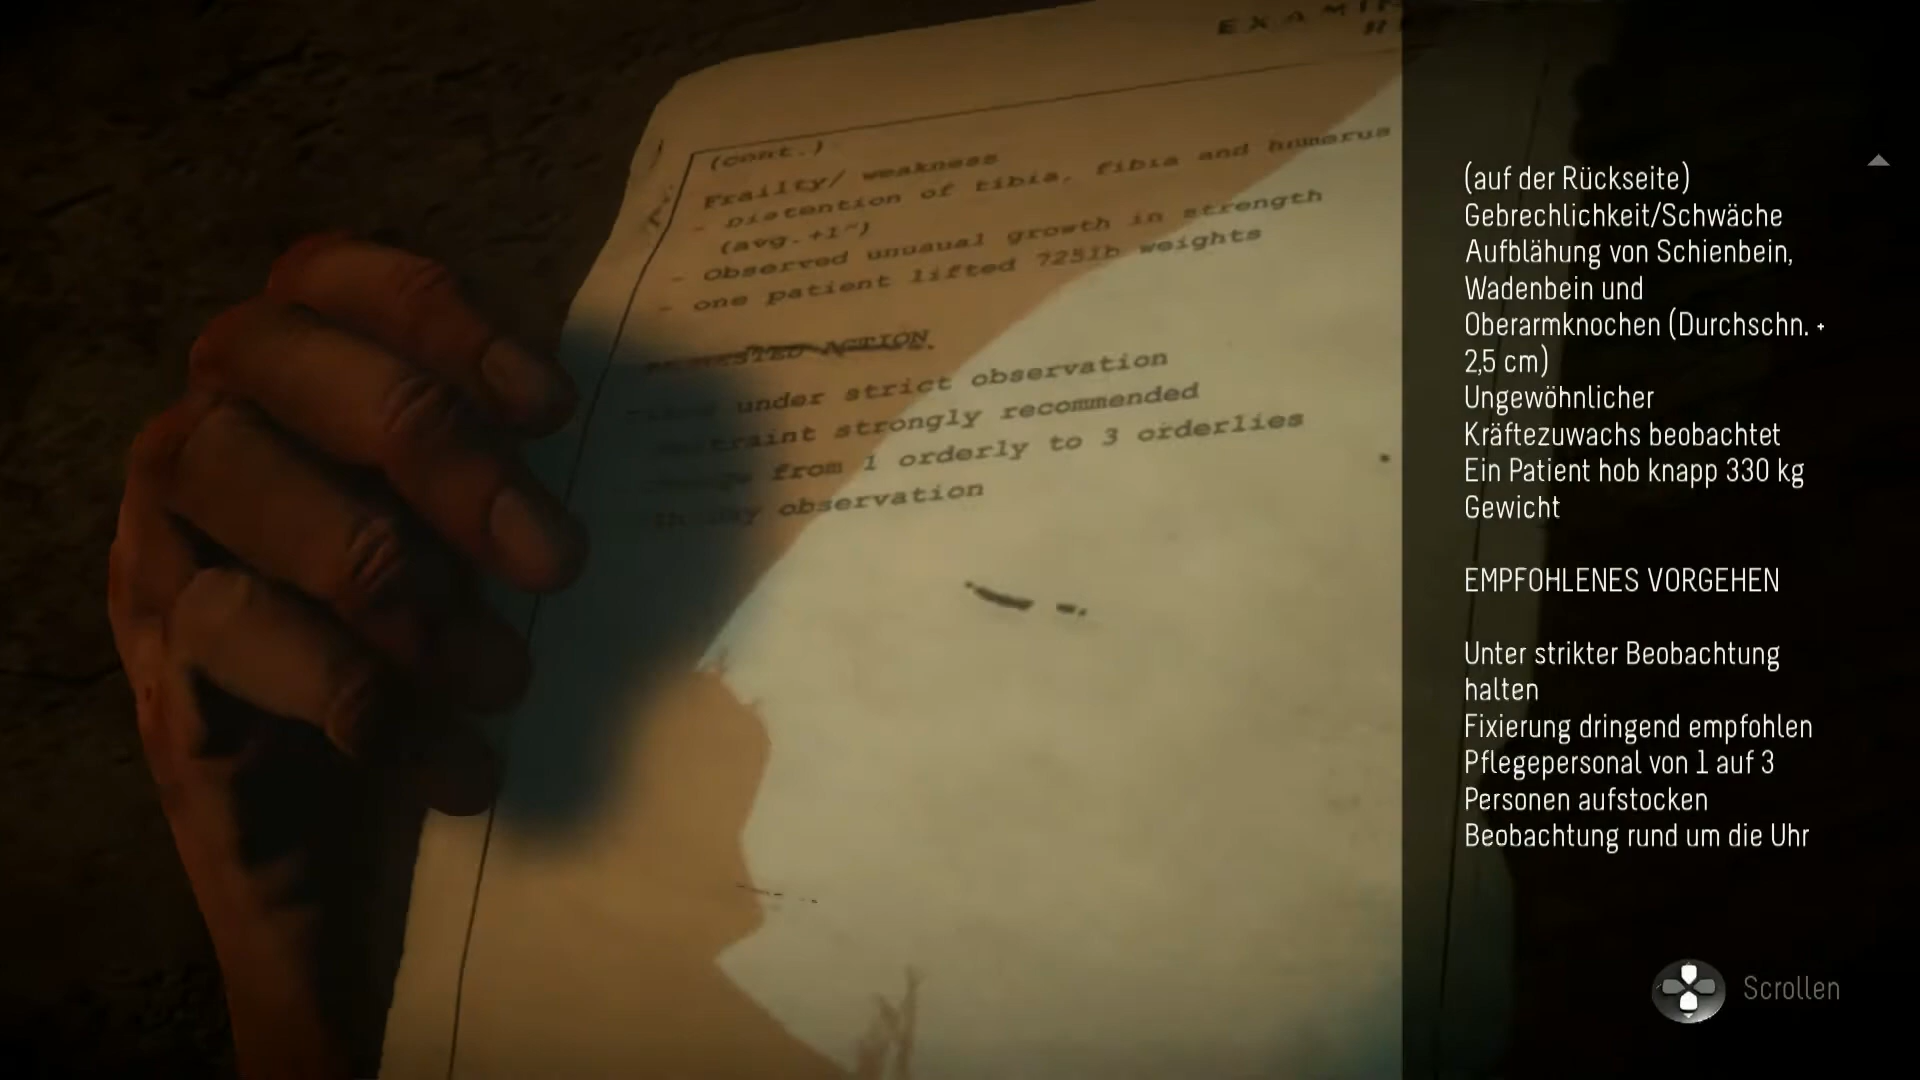 (cont.)
Frailty/ weakness
- Distention of tibia, fibia and humerus
(avg.+1")
- Observed unusual growth in strength
- one patient lifted 725lb weights
ACTION
under strict observation
strongly recommended
from 1 orderly to 3 orderlies
observation
(auf der Rückseite)
Gebrechlichkeit/Schwäche
Aufblähung von Schienbein,
Wadenbein und
Oberarmknochen (Durchschn. +
2,5 cm)
Ungewöhnlicher
Kräftezuwachs beobachtet
Ein Patient hob knapp 330 kg
Gewicht
EMPFOHLENES VORGEHEN
Unter strikter Beobachtung
halten
Fixierung dringend empfohlen
Pflegepersonal von 1 auf 3
Personen aufstocken
Beobachtung rund um die Uhr
Scrollen